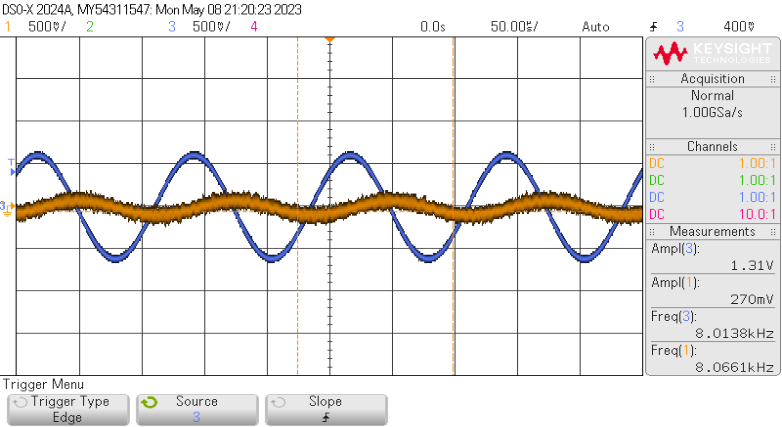 DSO-X 2024A, MY54311547: Mon May 08 21:20:23 2023
1 500mV/ 2 3 500mV/ 4 0.0s 50.00us/ Auto 3 400mV
T
3
KEYSIGHT
TECHNOLOGIES
Acquisition
Normal
1.00GSa/s
Channels
DC 1.00:1
DC 1.00:1
DC 1.00:1
DC 10.0:1
Measurements
Ampl(3):
1.31V
Ampl(1):
270mV
Freq(3):
8.0138kHz
Freq(1):
8.0661kHz
Trigger Menu
Trigger Type
Edge
Source
3
Slope